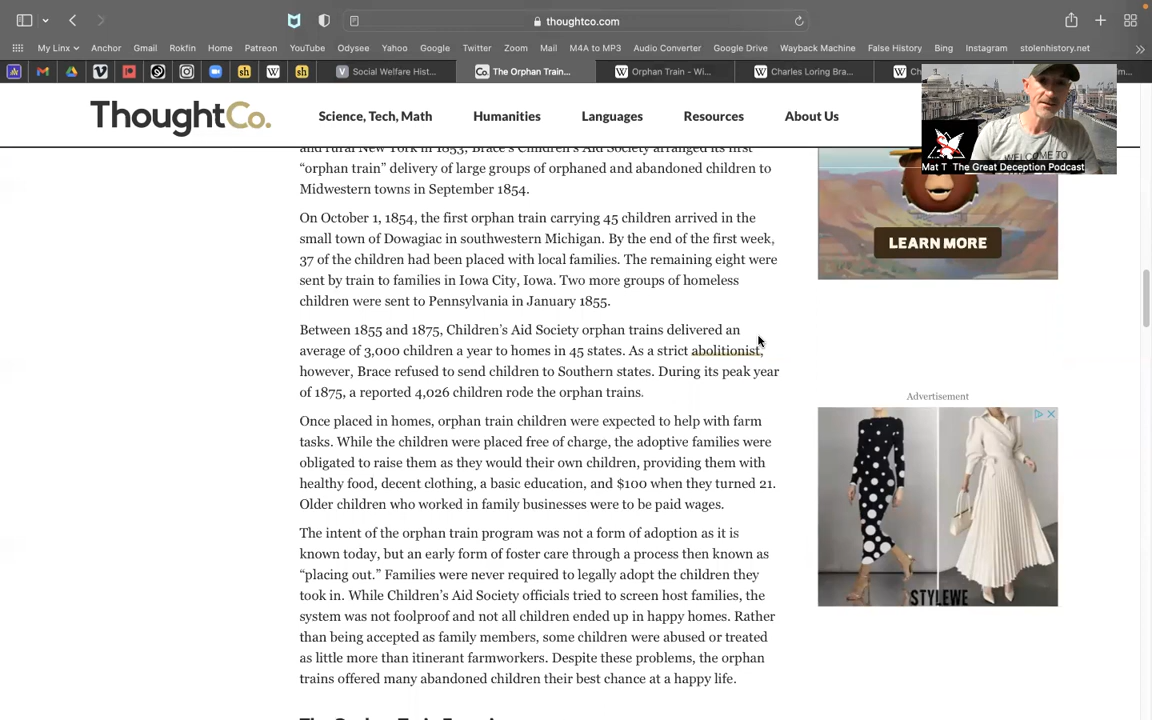 thoughtco.com
My Linx
Anchor
Gmail
Rokfin
Home
Patreon
YouTube
Odysee
Yahoo
Google
Twitter
Zoom
Mail
M4A to MP3
Audio Converter
Google Drive
Wayback Machine
False History
Bing
Instagram
stolenhistory.net
Social Welfare Hist...
Co. The Orphan Train...
W Orphan Train - Wi...
W Charles Loring Bra...
ThoughtCo.
Science, Tech, Math
Humanities
Languages
Resources
About Us
WELCOME TO
Mat T The Great Deception Podcast
and rural New York in 1853, Brace's Children's Aid Society arranged its first
“orphan train” delivery of large groups of orphaned and abandoned children to
Midwestern towns in September 1854.
On October 1, 1854, the first orphan train carrying 45 children arrived in the
small town of Dowagiac in southwestern Michigan. By the end of the first week,
37 of the children had been placed with local families. The remaining eight were
sent by train to families in Iowa City, Iowa. Two more groups of homeless
children were sent to Pennsylvania in January 1855.
Between 1855 and 1875, Children’s Aid Society orphan trains delivered an
average of 3,000 children a year to homes in 45 states. As a strict abolitionist,
however, Brace refused to send children to Southern states. During its peak year
of 1875, a reported 4,026 children rode the orphan trains.
Once placed in homes, orphan train children were expected to help with farm
tasks. While the children were placed free of charge, the adoptive families were
obligated to raise them as they would their own children, providing them with
healthy food, decent clothing, a basic education, and $100 when they turned 21.
Older children who worked in family businesses were to be paid wages.
The intent of the orphan train program was not a form of adoption as it is
known today, but an early form of foster care through a process then known as
“placing out.” Families were never required to legally adopt the children they
took in. While Children’s Aid Society officials tried to screen host families, the
system was not foolproof and not all children ended up in happy homes. Rather
than being accepted as family members, some children were abused or treated
as little more than itinerant farmworkers. Despite these problems, the orphan
trains offered many abandoned children their best chance at a happy life.
LEARN MORE
Advertisement
STYLEWE